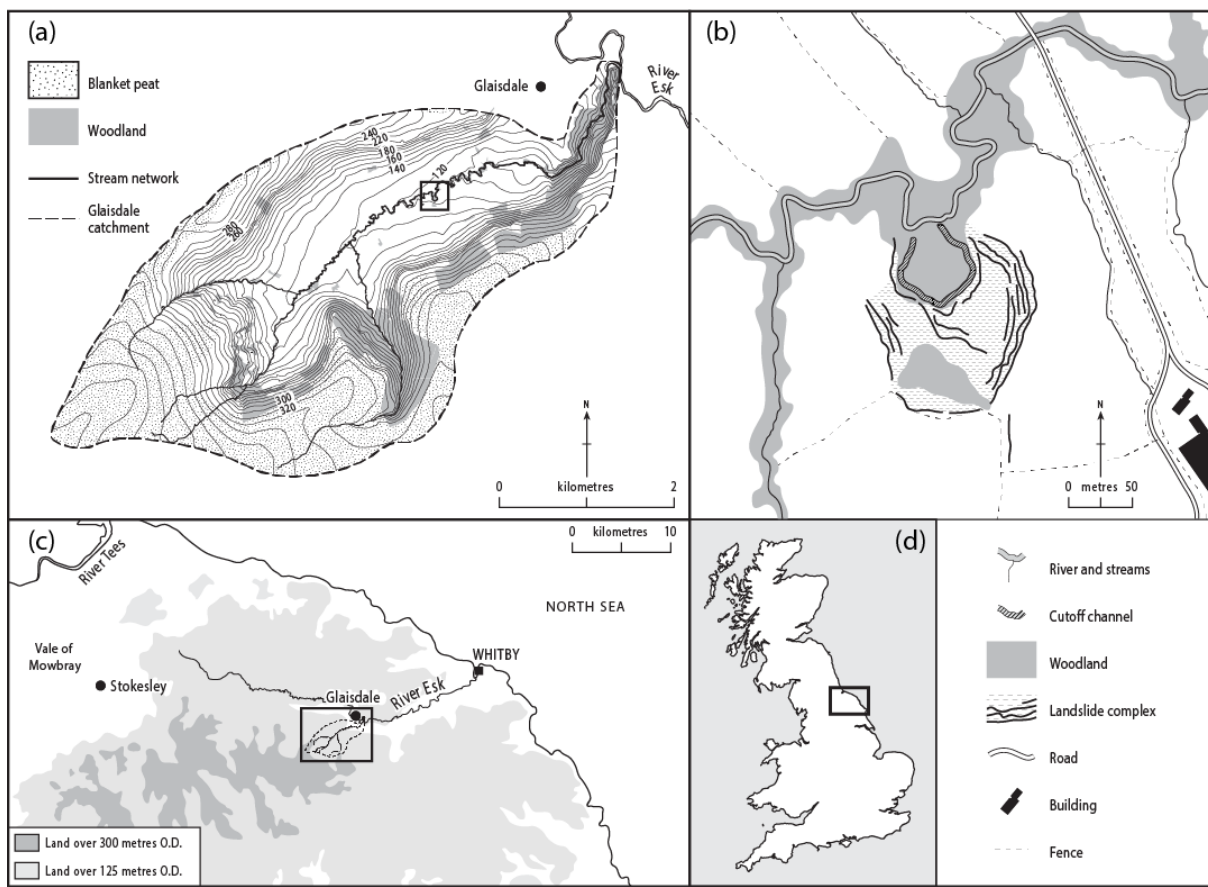 (a)
Blanket peat
Woodland
Stream network
Glaisdale
catchment
Glaisdale
River
Esk
240
220
180
160
140
120
280
260
300
320
N
0 kilometres 2
(b)
N
0 metres 50
(c)
0 kilometres 10
River Tees
NORTH SEA
Vale of
Mowbray
Stokesley
WHITBY
Glaisdale
River Esk
Land over 300 metres O.D.
Land over 125 metres O.D.
(d)
River and streams
Cutoff channel
Woodland
Landslide complex
Road
Building
Fence